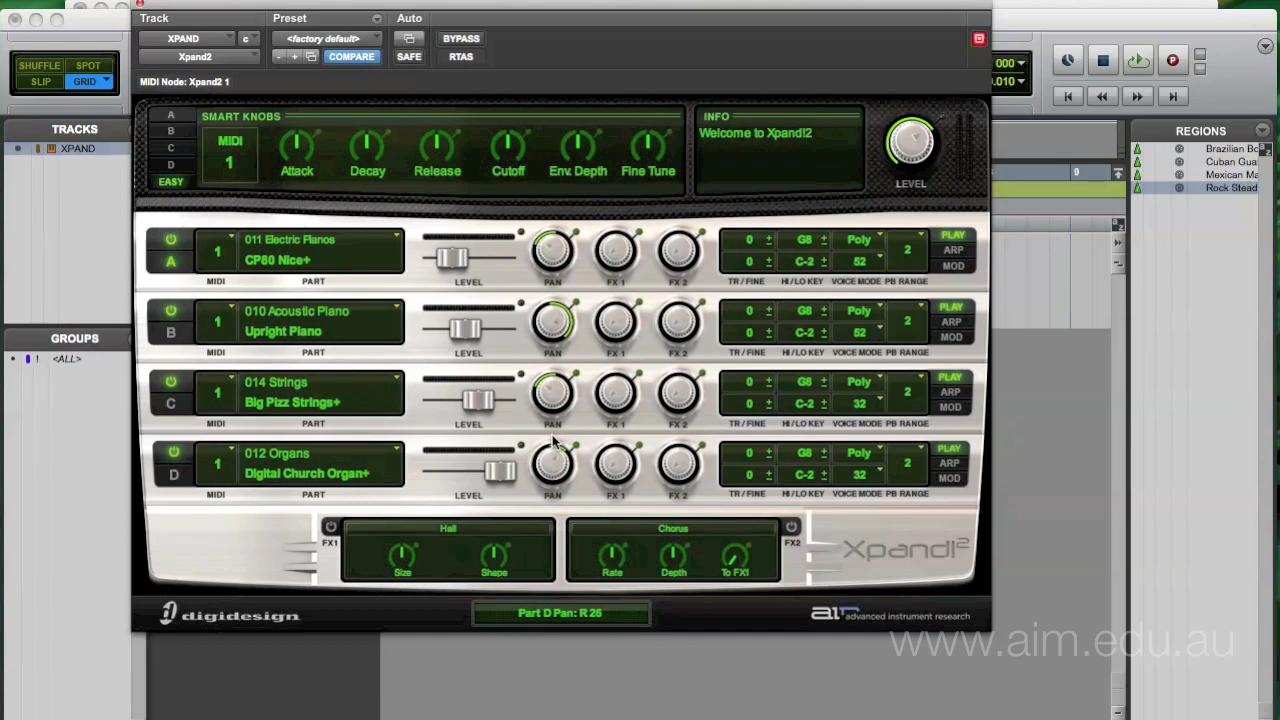 Track
Preset
Auto
XPAND
c
<factory default>
BYPASS
Xpand2
-
+
COMPARE
SAFE
RTAS
MIDI Node: Xpand2 1
SHUFFLE
SPOT
SLIP
GRID
000
.010
TRACKS
XPAND
GROUPS
1
<ALL>
9
REGIONS
Brazilian Bo
Cuban Gua
Mexican Ma
Rock Stead
A
B
C
D
EASY
SMART KNOBS
MIDI
1
Attack
Decay
Release
Cutoff
Env. Depth
Fine Tune
INFO
Welcome to Xpand!2
LEVEL
A
1
011 Electric Pianos
CP80 Nice+
MIDI
PART
LEVEL
PAN
FX 1
FX 2
0
±
G8
±
Poly
2
0
±
C-2
±
52
TR / FINE
HI / LO KEY
VOICE MODE
PB RANGE
PLAY
ARP
MOD
B
1
010 Acoustic Piano
Upright Piano
MIDI
PART
LEVEL
PAN
FX 1
FX 2
0
±
G8
±
Poly
2
0
±
C-2
±
52
TR / FINE
HI / LO KEY
VOICE MODE
PB RANGE
PLAY
ARP
MOD
C
1
014 Strings
Big Pizz Strings+
MIDI
PART
LEVEL
PAN
FX 1
FX 2
0
±
G8
±
Poly
2
0
±
C-2
±
32
TR / FINE
HI / LO KEY
VOICE MODE
PB RANGE
PLAY
ARP
MOD
D
1
012 Organs
Digital Church Organ+
MIDI
PART
LEVEL
PAN
FX 1
FX 2
0
±
G8
±
Poly
2
0
±
C-2
±
32
TR / FINE
HI / LO KEY
VOICE MODE
PB RANGE
PLAY
ARP
MOD
FX1
Hall
Size
Shape
Chorus
Rate
Depth
To FX1
FX2
Xpand!2
digidesign
Part D Pan: R 26
air advanced instrument research
www.aim.edu.au